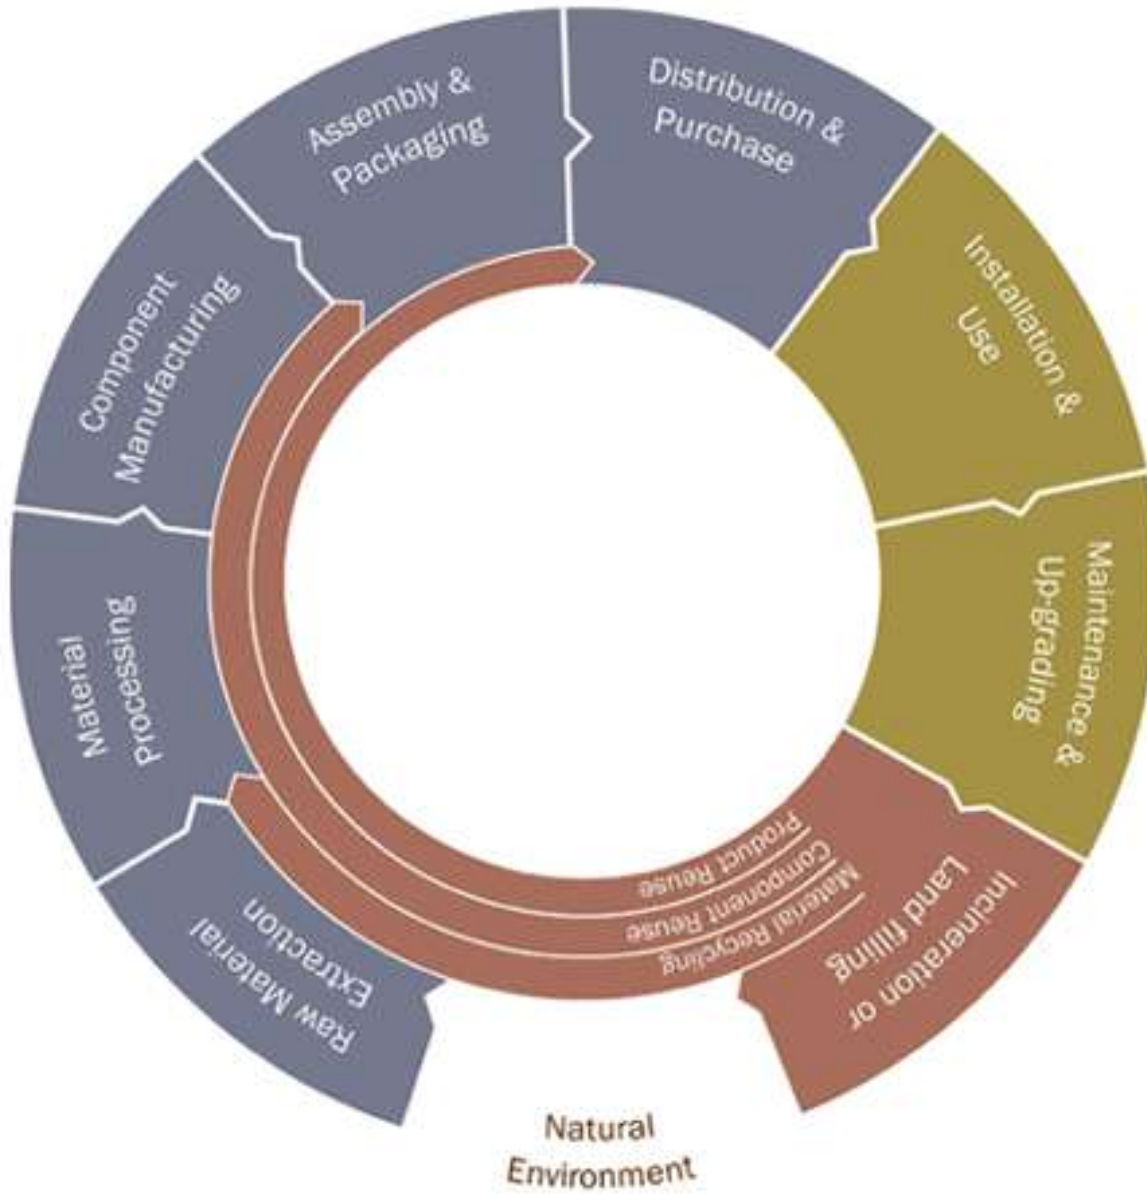 Assembly &
Packaging
Distribution &
Purchase
Installation &
Use
Maintenance &
Up-grading
Incineration or
Land filling
Product Reuse
Component Reuse
Material Recycling
Raw Material
Extraction
Material
Processing
Component
Manufacturing
Natural
Environment